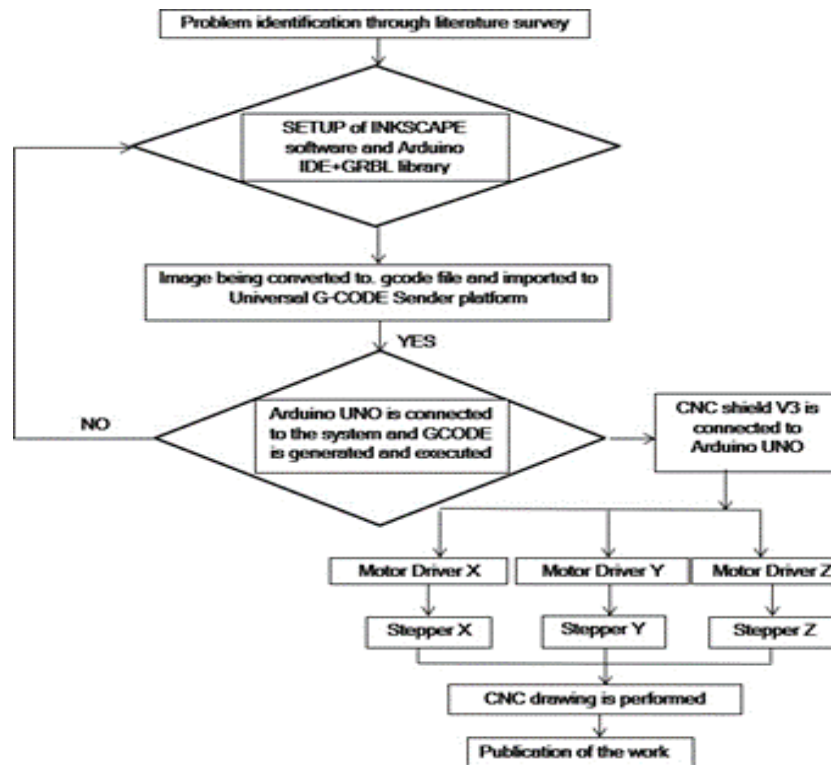 Problem identification through literature survey
SETUP of INKSCAPE
software and Arduino
IDE+GRBL library
Image being converted to. gcode file and imported to
Universal G-CODE Sender platform
YES
NO
Arduino UNO is connected
to the system and GCODE
is generated and executed
CNC shield V3 is
connected to
Arduino UNO
Motor Driver X
Motor Driver Y
Motor Driver Z
Stepper X
Stepper Y
Stepper Z
CNC drawing is performed
Publication of the work